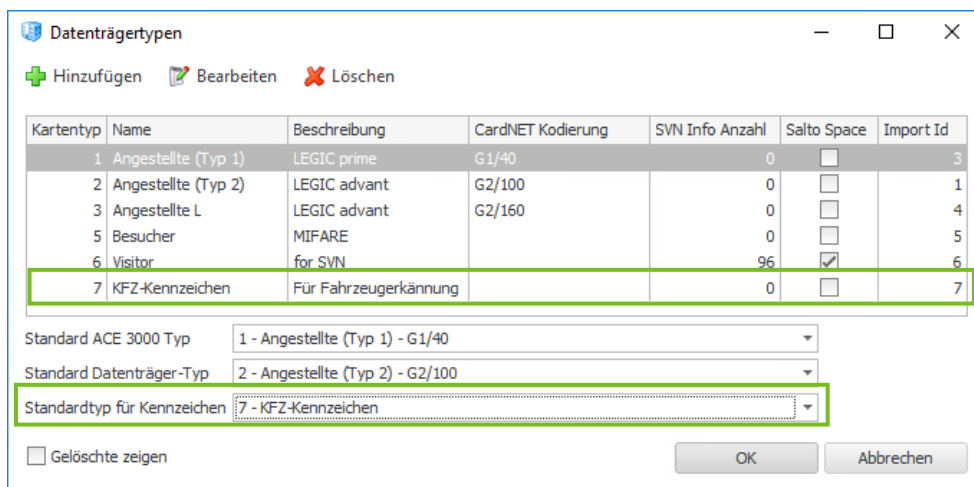 Datenträgertypen
Hinzufügen Bearbeiten Löschen
Kartentyp Name Beschreibung CardNET Kodierung SVN Info Anzahl Salto Space Import Id
1 Angestellte (Typ 1) LEGIC prime G1/40 0 3
2 Angestellte (Typ 2) LEGIC advant G2/100 0 1
3 Angestellte L LEGIC advant G2/160 0 4
5 Besucher MIFARE 0 5
6 Visitor for SVN 96 6
7 KFZ-Kennzeichen Für Fahrzeugerkännung 0 7
Standard ACE 3000 Typ 1 - Angestellte (Typ 1) - G1/40
Standard Datenträger-Typ 2 - Angestellte (Typ 2) - G2/100
Standardtyp für Kennzeichen 7 - KFZ-Kennzeichen
Gelöschte zeigen OK Abbrechen